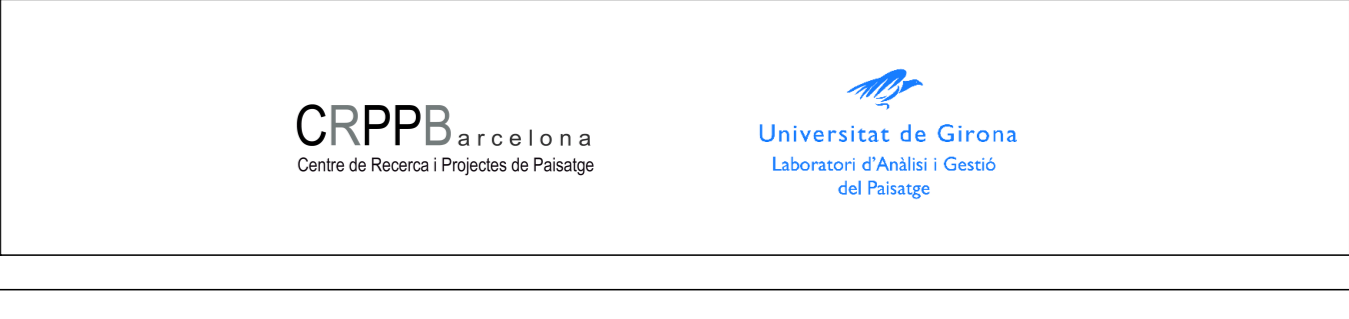 CRPPBarcelona
Centre de Recerca i Projectes de Paisatge
Universitat de Girona
Laboratori d'Anàlisi i Gestió
del Paisatge